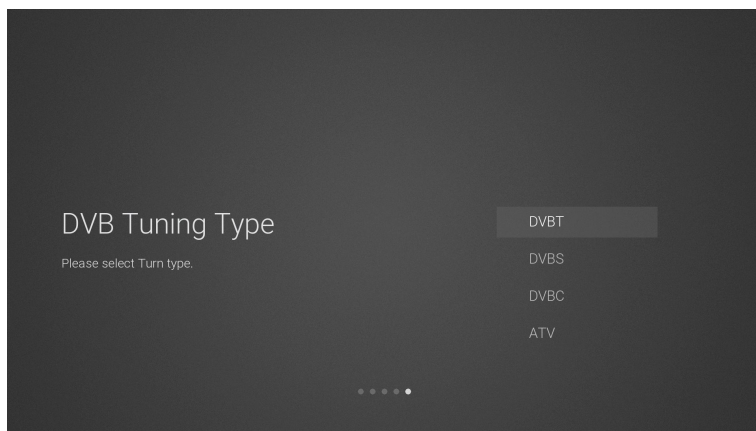 DVB Tuning Type
Please select Turn type.
DVBT
DVBS
DVBC
ATV